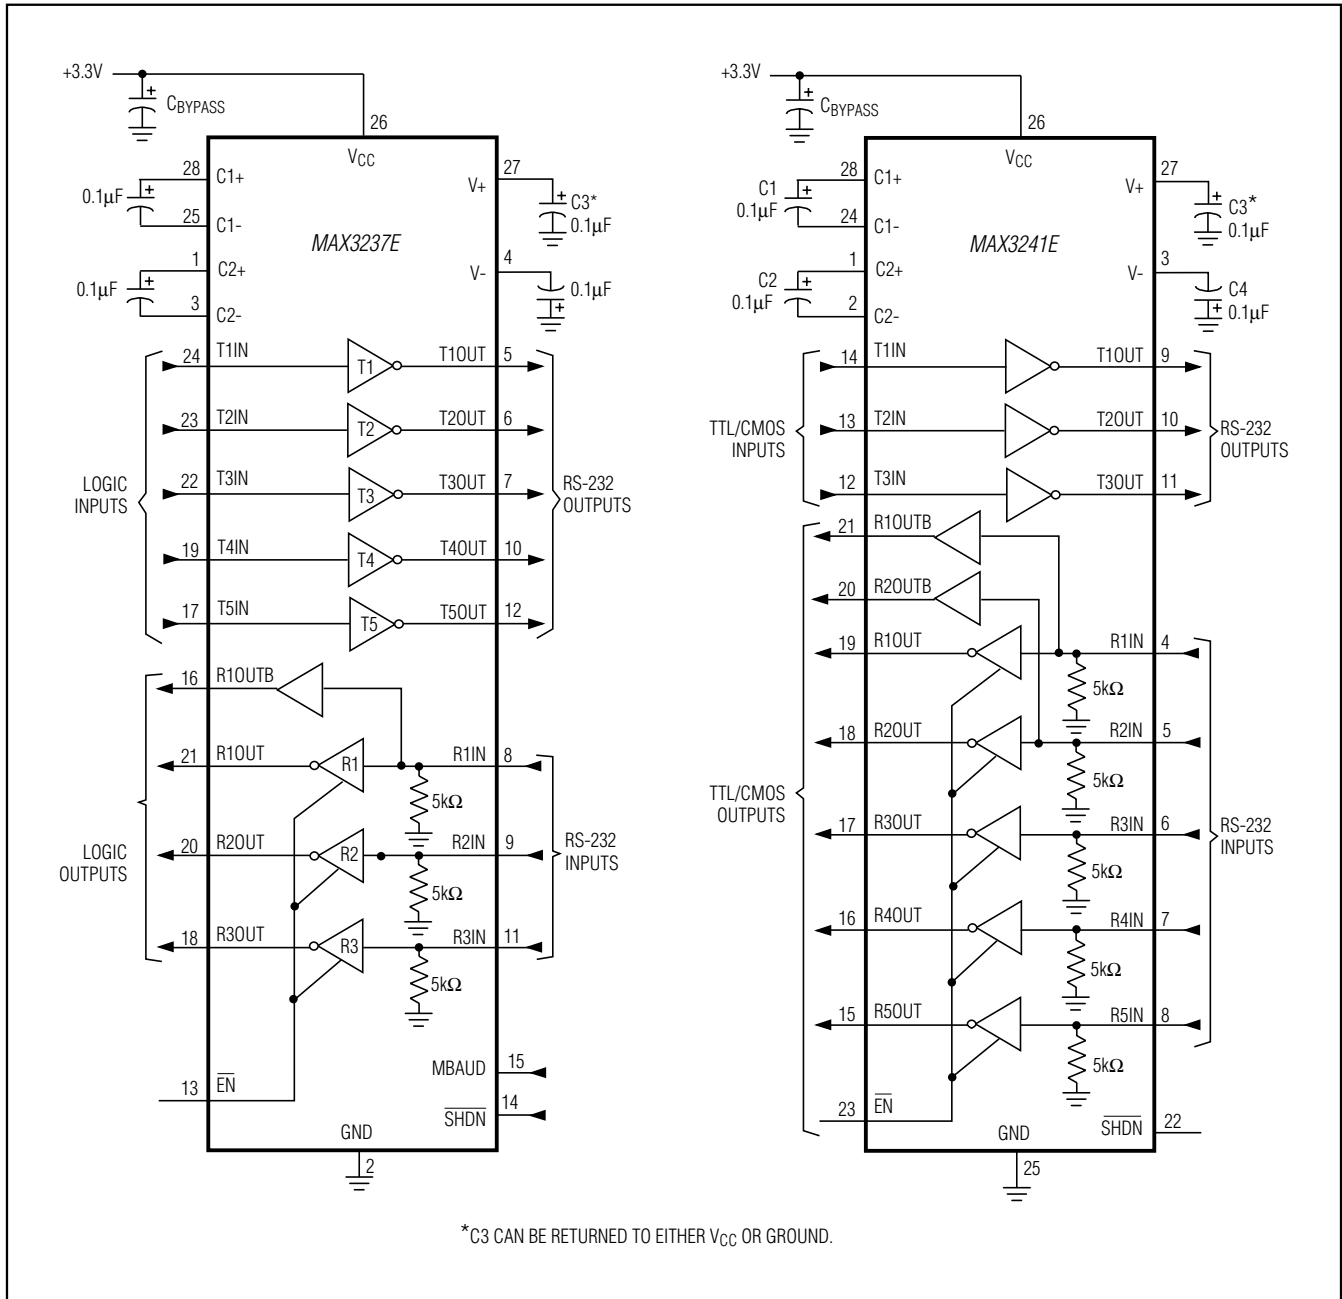 +3.3V
CBYPASS
26
VCC
28
C1+
0.1µF
25
C1-
27
V+
C3*
0.1µF
MAX3237E
1
C2+
0.1µF
3
C2-
4
V-
0.1µF
24 T1IN T1 T1OUT 5
23 T2IN T2 T2OUT 6
LOGIC
INPUTS
22 T3IN T3 T3OUT 7
RS-232
OUTPUTS
19 T4IN T4 T4OUT 10
17 T5IN T5 T5OUT 12
16 R1OUTB
21 R1OUT R1 R1IN 8
5kΩ
LOGIC
OUTPUTS
20 R2OUT R2 R2IN 9
RS-232
INPUTS
5kΩ
18 R3OUT R3 R3IN 11
5kΩ
MBAUD 15
13 EN
SHDN 14
GND
2
+3.3V
CBYPASS
26
VCC
28
C1+
C1
0.1µF
24
C1-
27
V+
C3*
0.1µF
MAX3241E
1
C2+
C2
0.1µF
2
C2-
3
V-
C4
0.1µF
14 T1IN T1OUT 9
TTL/CMOS
INPUTS
13 T2IN T2OUT 10
RS-232
OUTPUTS
12 T3IN T3OUT 11
21 R1OUTB
20 R2OUTB
19 R1OUT R1IN 4
5kΩ
18 R2OUT R2IN 5
5kΩ
TTL/CMOS
OUTPUTS
17 R3OUT R3IN 6
RS-232
INPUTS
5kΩ
16 R4OUT R4IN 7
5kΩ
15 R5OUT R5IN 8
5kΩ
23 EN
SHDN 22
GND
25
*C3 CAN BE RETURNED TO EITHER VCC OR GROUND.